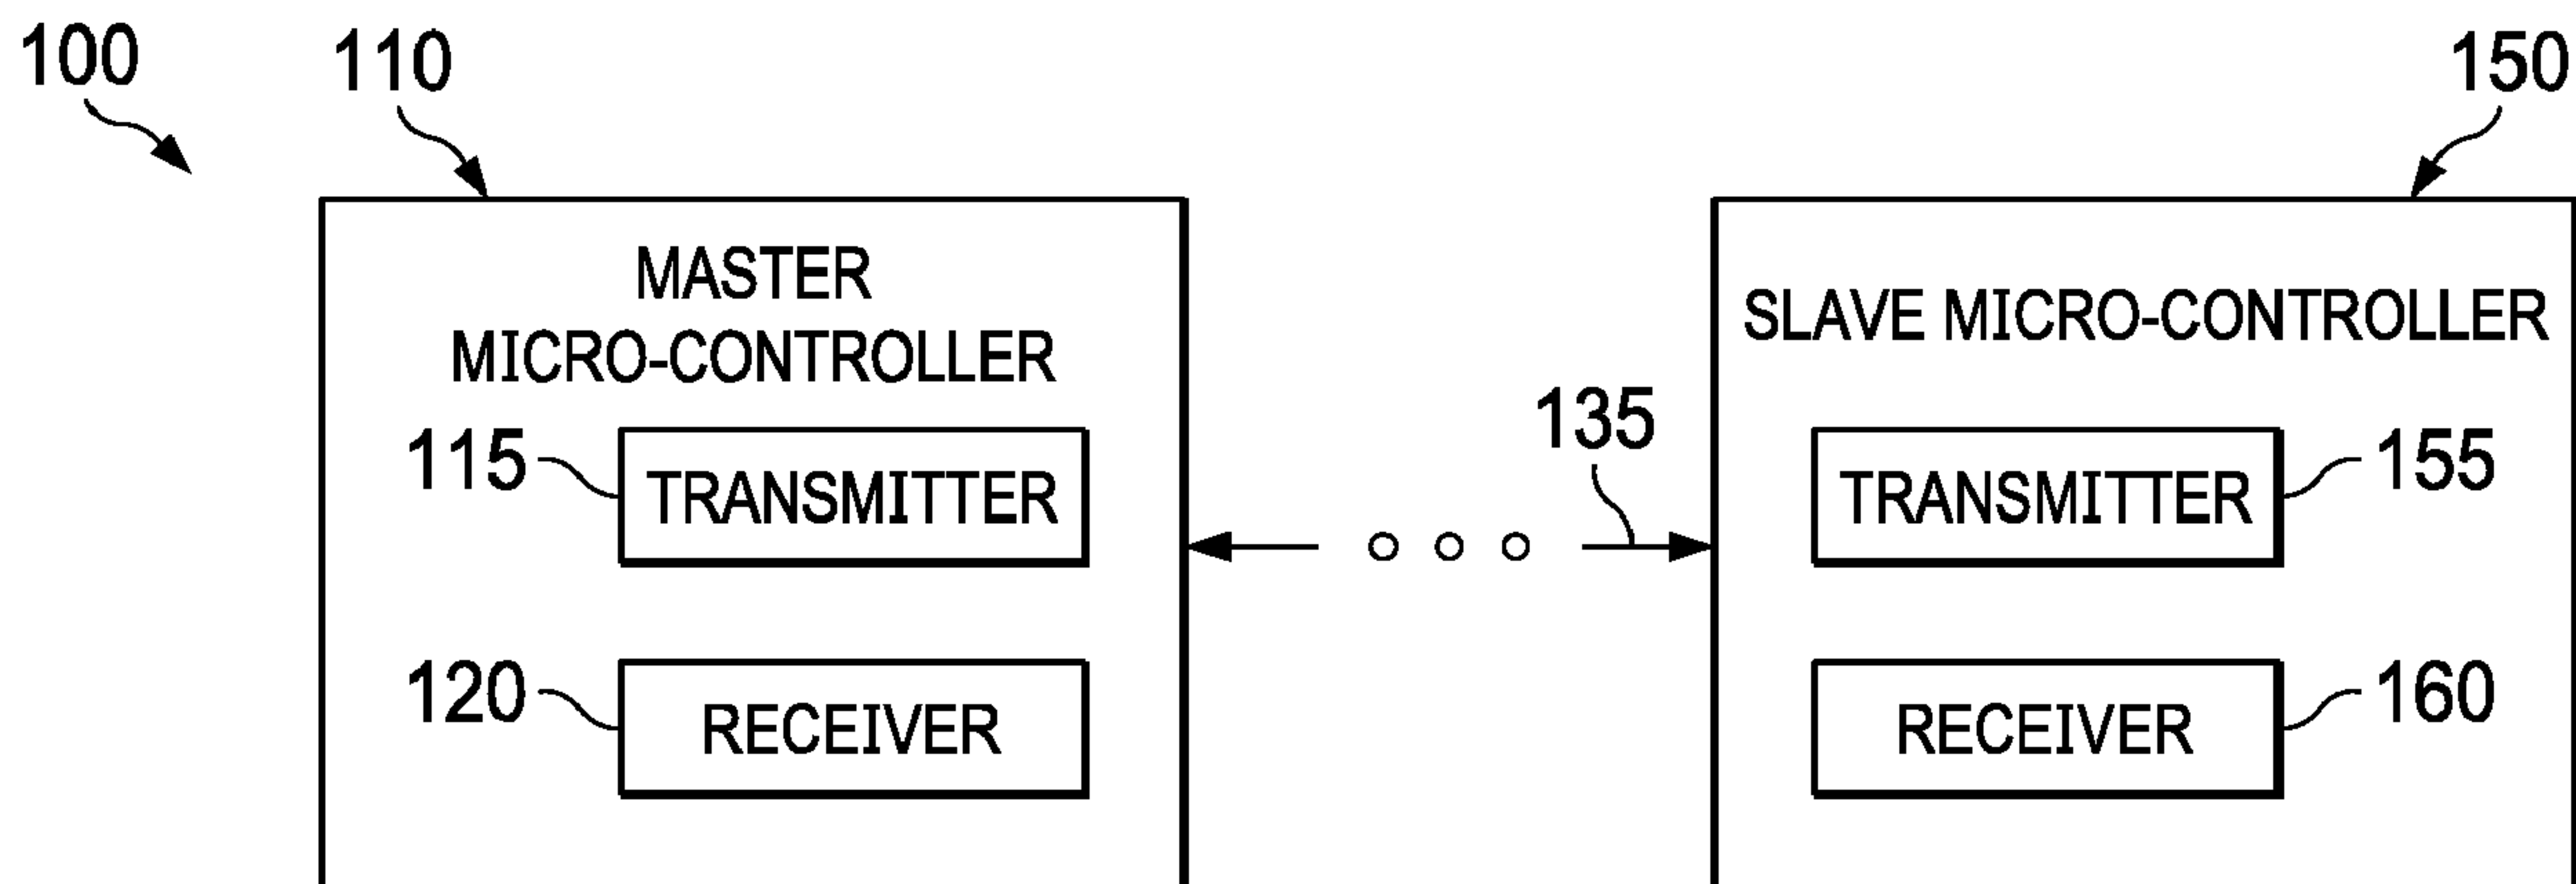 100
110
150
MASTER
MICRO-CONTROLLER
SLAVE MICRO-CONTROLLER
115
TRANSMITTER
135
TRANSMITTER
155
120
RECEIVER
RECEIVER
160